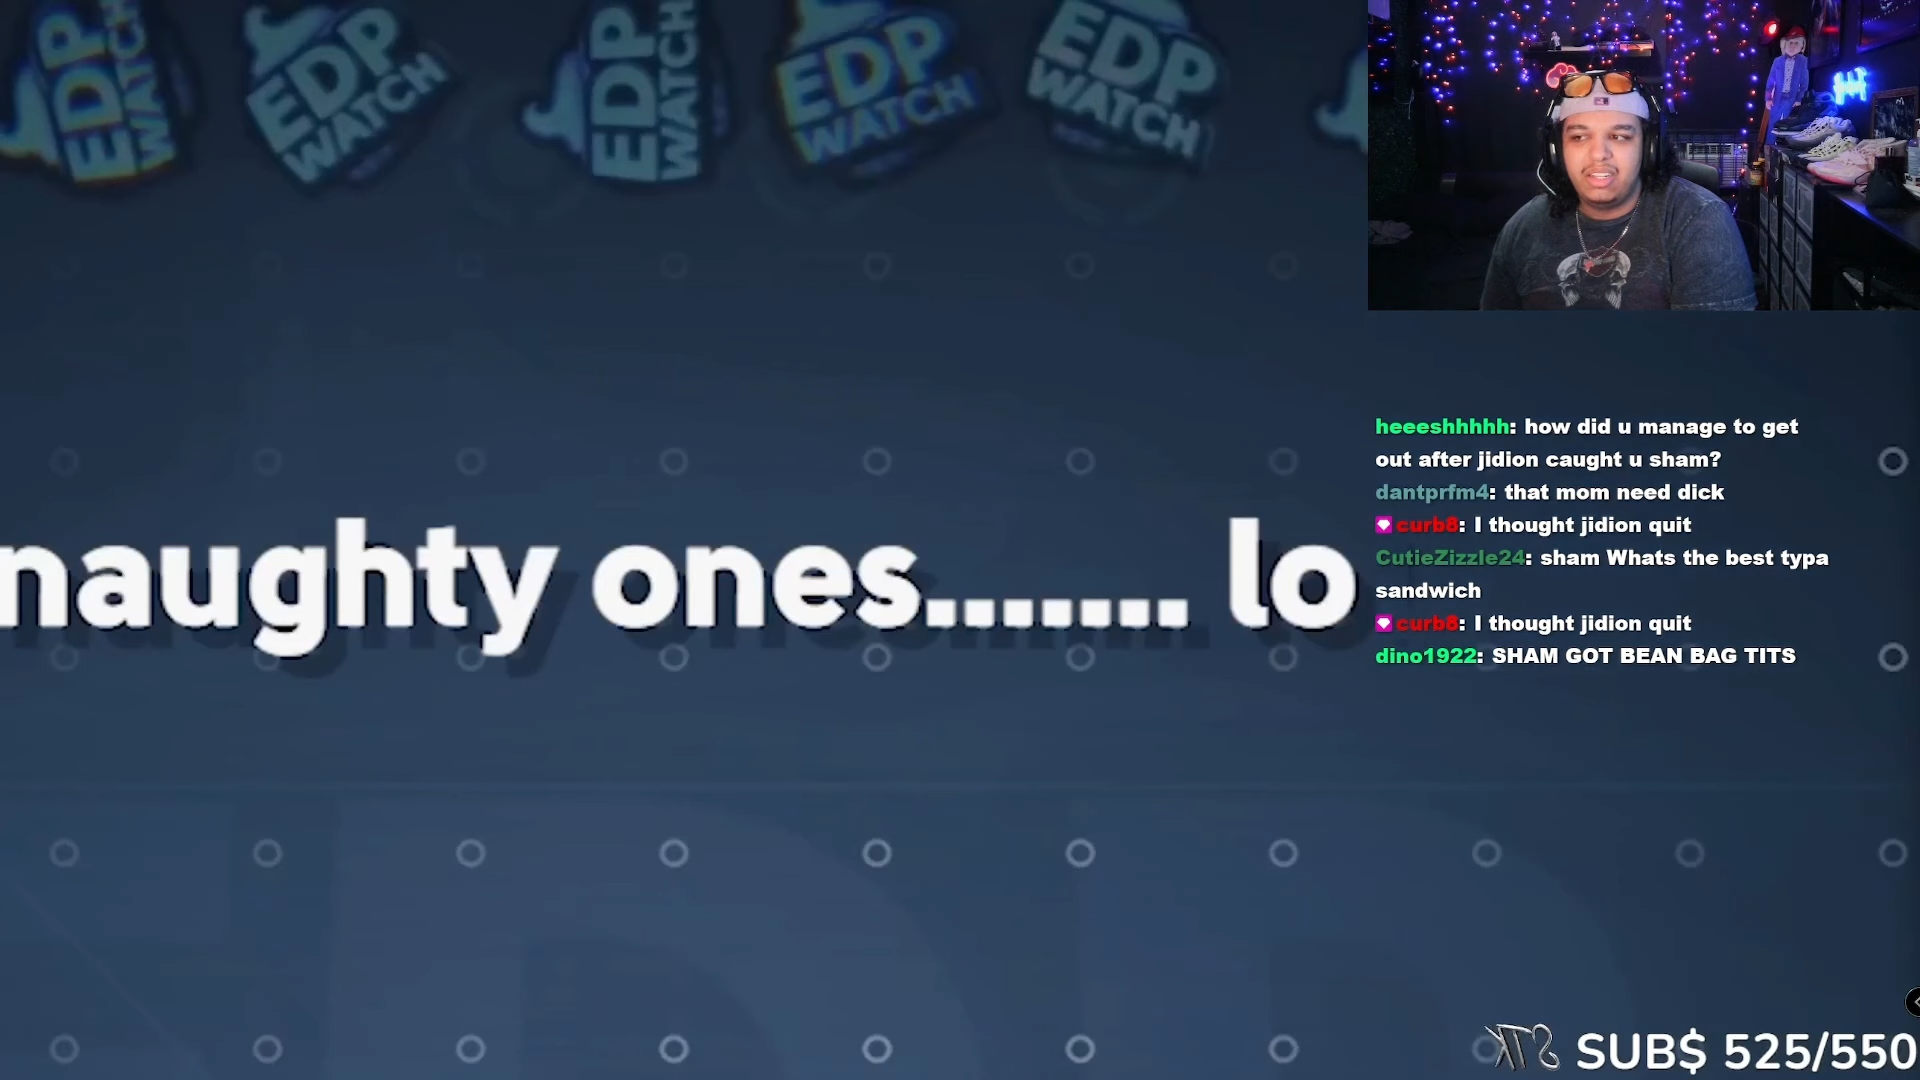 EDP
WATCH
EDP
WATCH
EDP
WATCH
EDP
WATCH
EDP
WATCH
naughty ones....... lo
heeeshhhhh: how did u manage to get
out after jidion caught u sham?
dantprfm4: that mom need dick
curb8: I thought jidion quit
CutieZizzle24: sham Whats the best typa
sandwich
curb8: I thought jidion quit
dino1922: SHAM GOT BEAN BAG TITS
SUB$ 525/550